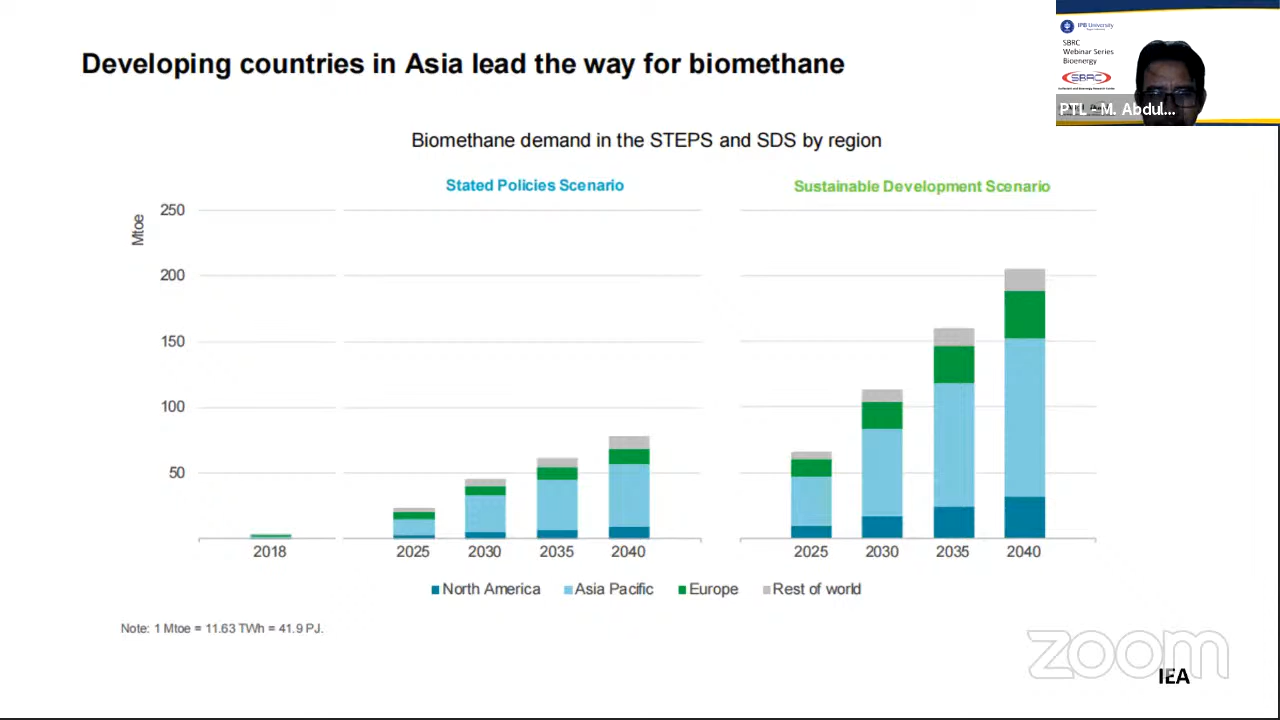 Developing countries in Asia lead the way for biomethane
IPB University
SBRC
Webinar Series
Bioenergy
SBRC
PTL - M. Abdul...
Biomethane demand in the STEPS and SDS by region
Stated Policies Scenario
Sustainable Development Scenario
Mtoe
250
200
150
100
50
2018
2025
2030
2035
2040
2025
2030
2035
2040
North America
Asia Pacific
Europe
Rest of world
Note: 1 Mtoe = 11.63 TWh = 41.9 PJ.
zoom
IEA